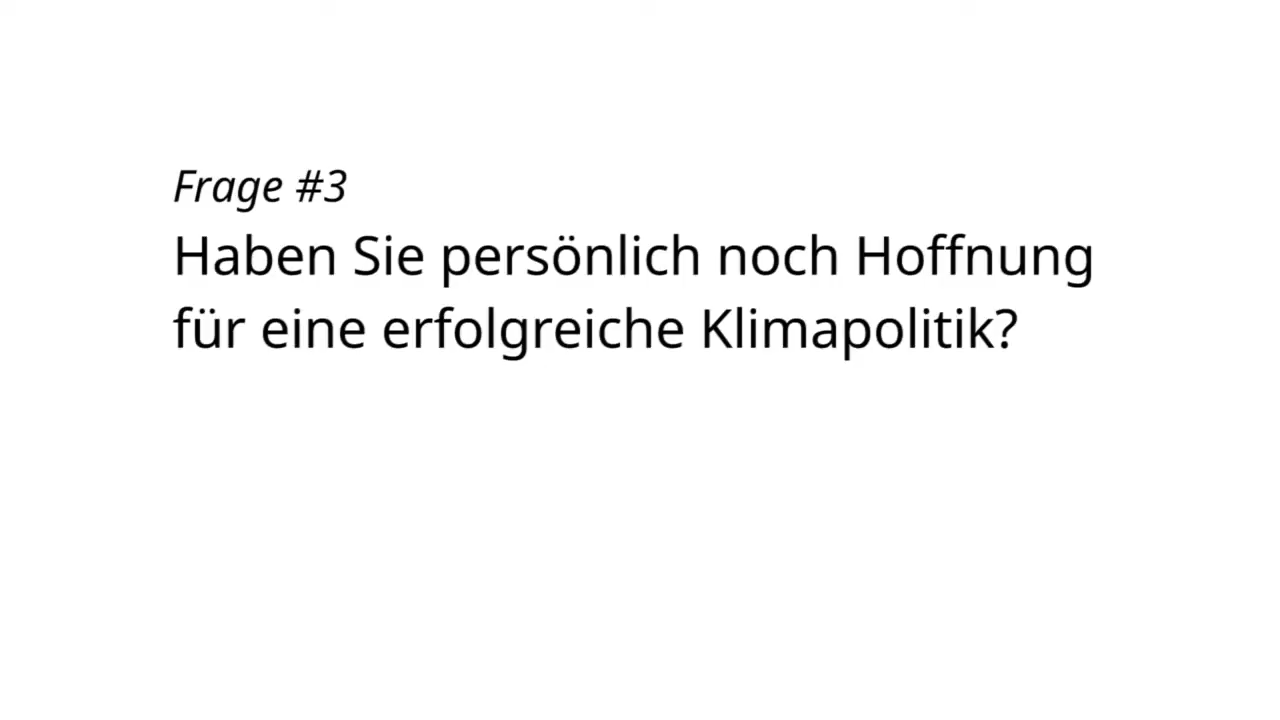 Frage #3
Haben Sie persönlich noch Hoffnung
für eine erfolgreiche Klimapolitik?